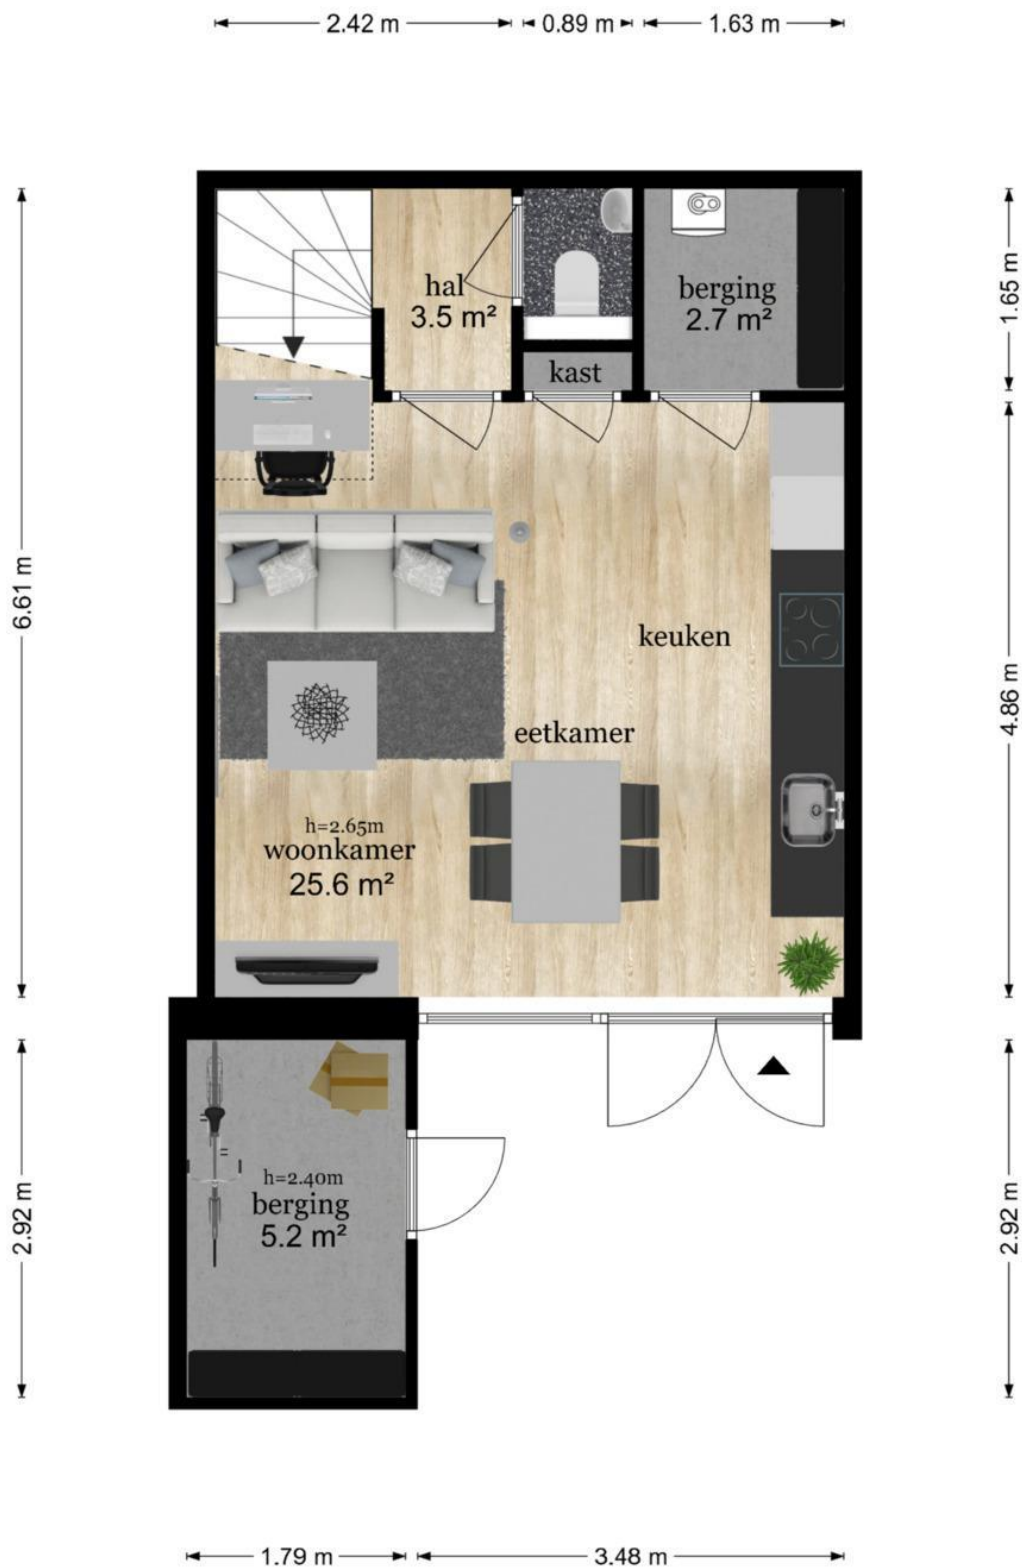 2.42 m
0.89 m
1.63 m
6.61 m
1.65 m
hal
3.5 m²
berging
2.7 m²
kast
keuken
4.86 m
eetkamer
h=2.65m
woonkamer
25.6 m²
2.92 m
h=2.40m
berging
5.2 m²
2.92 m
1.79 m
3.48 m